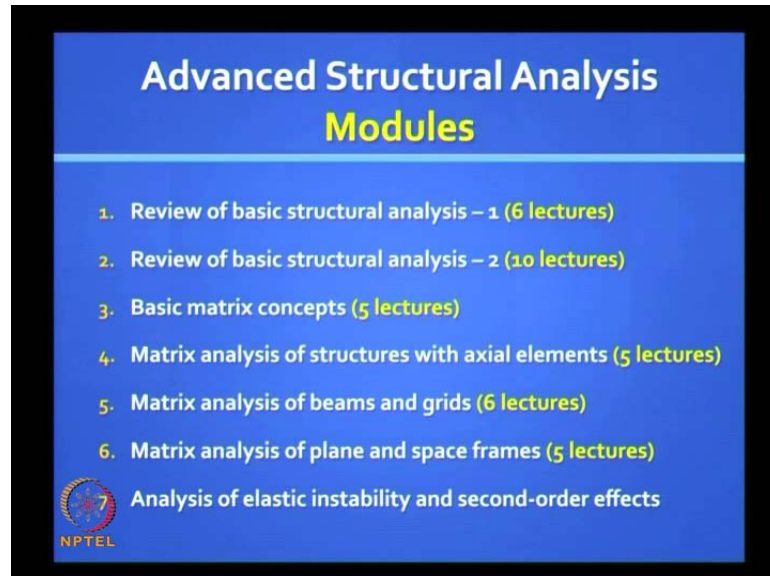 Advanced Structural Analysis
Modules
1. Review of basic structural analysis – 1 (6 lectures)
2. Review of basic structural analysis – 2 (10 lectures)
3. Basic matrix concepts (5 lectures)
4. Matrix analysis of structures with axial elements (5 lectures)
5. Matrix analysis of beams and grids (6 lectures)
6. Matrix analysis of plane and space frames (5 lectures)
7 Analysis of elastic instability and second-order effects
NPTEL